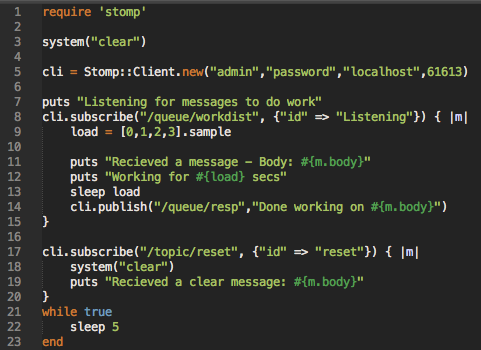 1 require 'stomp'
2
3 system("clear")
4
5 cli = Stomp::Client.new("admin","password","localhost",61613)
6
7 puts "Listening for messages to do work"
8 cli.subscribe("/queue/workdist", {"id" => "Listening"}) { |m|
9     load = [0,1,2,3].sample
10
11     puts "Recieved a message – Body: #{m.body}"
12     puts "Working for #{load} secs"
13     sleep load
14     cli.publish("/queue/resp","Done working on #{m.body}")
15 }
16
17 cli.subscribe("/topic/reset", {"id" => "reset"}) { |m|
18     system("clear")
19     puts "Recieved a clear message: #{m.body}"
20 }
21 while true
22     sleep 5
23 end